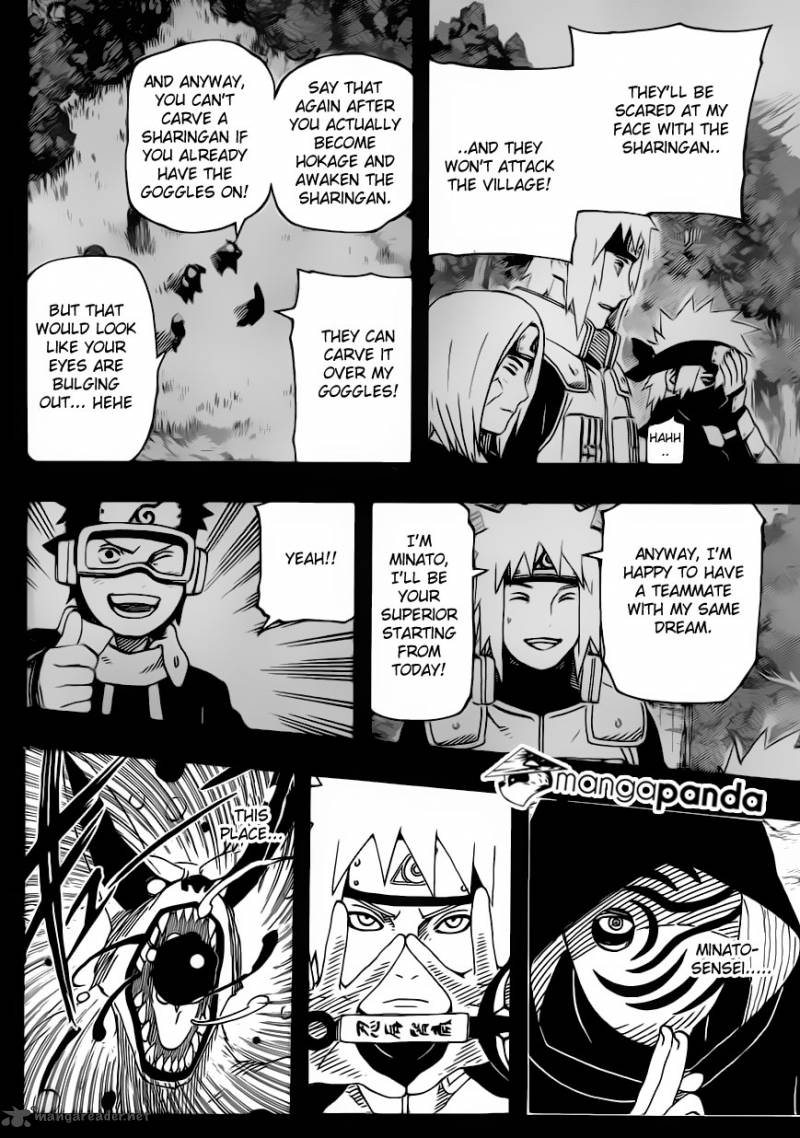 THEY'LL
BE SCARED
AT MY
FACE WITH THE
SHARINGAN..
..AND THEY
WON'T ATTACK
THE VILLAGE!
HAHH
..
SAY THAT
AGAIN AFTER
YOU ACTUALLY
BECOME
HOKAGE AND
AWAKEN THE
SHARINGAN.
AND ANYWAY,
YOU CAN'T
CARVE A
SHARINGAN IF
YOU ALREADY
HAVE THE
GOGGLES ON!
THEY CAN
CARVE IT
OVER MY
GOGGLES!
BUT THAT
WOULD LOOK
LIKE YOUR
EYES ARE
BULGING
OUT... HEHE
ANYWAY, I'M
HAPPY TO HAVE
A TEAMMATE
WITH MY SAME
DREAM.
I'M
MINATO,
I'LL BE
YOUR
SUPERIOR
STARTING
FROM
TODAY!
YEAH!!
mangapanda
MINATO-
SENSEI.....
THIS
PLACE...
mangareader.net